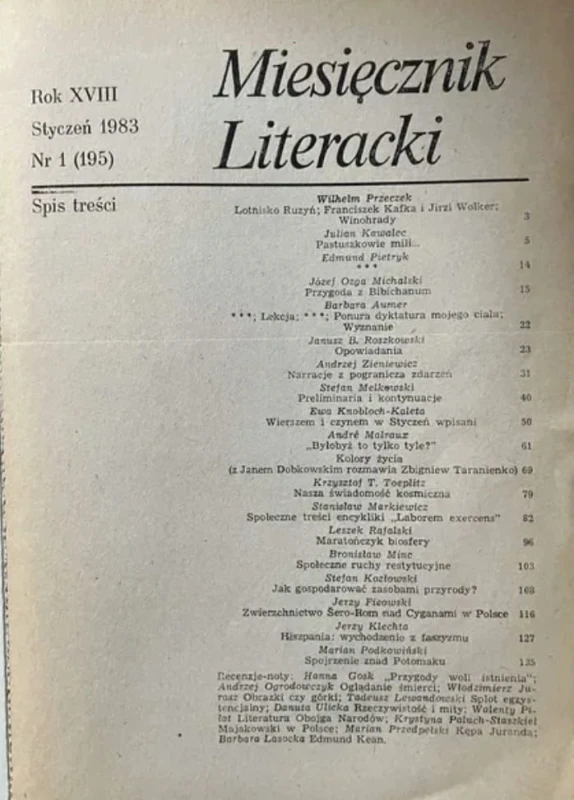 Miesięcznik
Literacki
Rok XVIII
Styczeń 1983
Nr 1 (195)
Spis treści
Wilhelm Przeczek
Lotnisko Ruzyń; Franciszek Kafka i Jirzi Wolker;
Winohrady 3
Julian Kawalec
Pastuszkowie mili... 5
Edmund Pietryk
* * * 14
Józef Ozga Michalski
Przygoda z Bibichanum 15
Barbara Aumer
* * *; Lekcja; * * *; Ponura dyktatura mojego ciała;
Wyznanie 22
Janusz B. Roszkowski
Opowiadania 23
Andrzej Zieniewicz
Narracje z pogranicza zdarzeń 31
Stefan Melkowski
Preliminaria i kontynuacje 40
Ewa Knobloch-Kaleta
Wierszem i czynem w Styczeń wpisani 50
André Malraux
„Byłobyż to tylko tyle?" 61
Kolory życia
(z Janem Dobkowskim rozmawia Zbigniew Taranienko) 69
Krzysztof T. Toeplitz
Nasza świadomość kosmiczna 79
Stanisław Markiewicz
Społeczne treści encykliki „Laborem exercens" 82
Leszek Rafalski
Maratończyk biosfery 96
Bronisław Minc
Społeczne ruchy restytucyjne 103
Stefan Kozłowski
Jak gospodarować zasobami przyrody? 108
Jerzy Ficowski
Zwierzchnictwo Šero-Rom nad Cyganami w Polsce 116
Jerzy Klechta
Hiszpania: wychodzenie z faszyzmu 127
Marian Podkowiński
Spojrzenie znad Potomaku 135
Recenzje-noty: Hanna Gosk „Przygody woli istnienia";
Andrzej Ogrodowczyk Oglądanie śmierci; Włodzimierz Ju-
rasz Obrazki czy górki; Tadeusz Lewandowski Splot egzys-
tencjalny; Danuta Ulicka Rzeczywistość i mity; Walenty Pi-
łat Literatura Obojga Narodów; Krystyna Paluch-Staszkiel
Majakowski w Polsce; Marian Przedpełski Kępa Juranda;
Barbara Lasocka Edmund Kean.